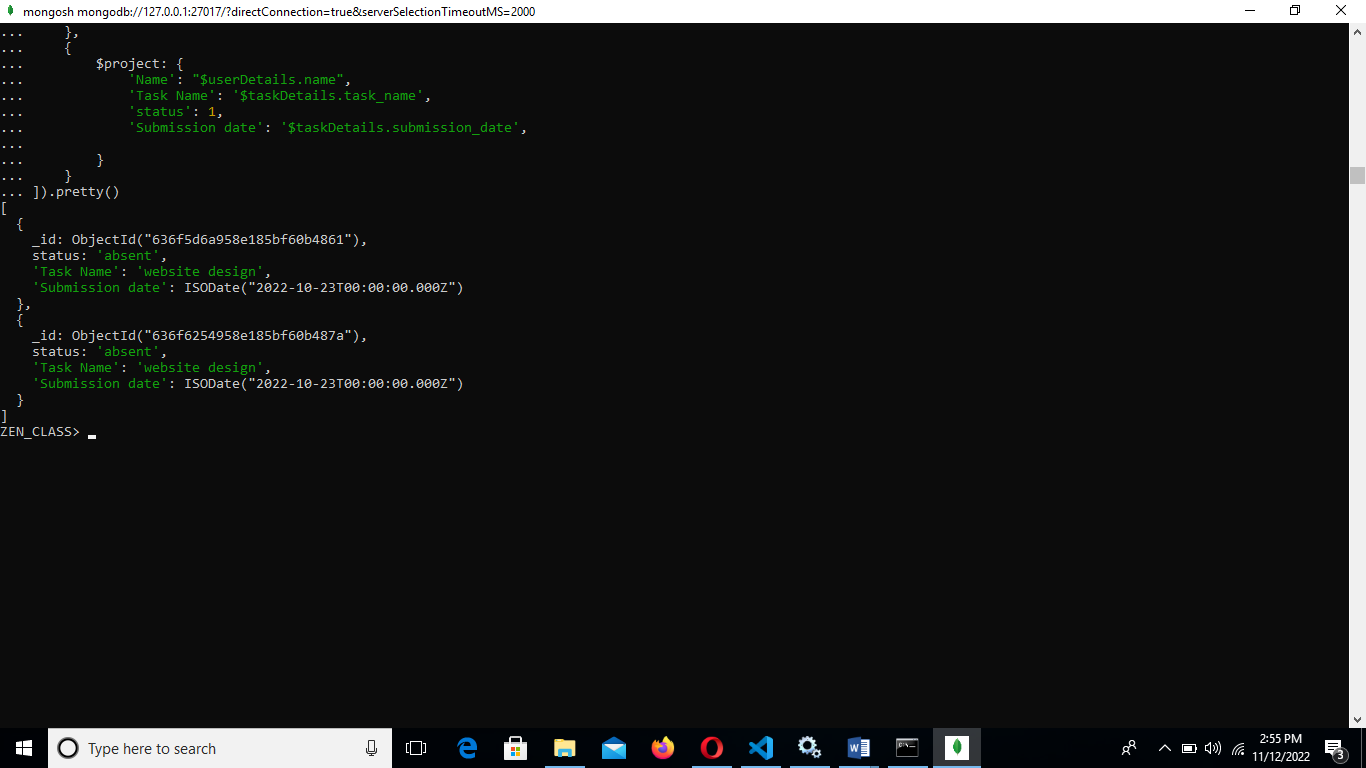 mongosh mongodb://127.0.0.1:27017/?directConnection=true&serverSelectionTimeoutMS=2000
...     },
...     {
...         $project: {
...             'Name': "$userDetails.name",
...             'Task Name': '$taskDetails.task_name',
...             'status': 1,
...             'Submission date': '$taskDetails.submission_date',
...
...         }
...     }
... ]).pretty()
[
  {
    _id: ObjectId("636f5d6a958e185bf60b4861"),
    status: 'absent',
    'Task Name': 'website design',
    'Submission date': ISODate("2022-10-23T00:00:00.000Z")
  },
  {
    _id: ObjectId("636f6254958e185bf60b487a"),
    status: 'absent',
    'Task Name': 'website design',
    'Submission date': ISODate("2022-10-23T00:00:00.000Z")
  }
]
ZEN_CLASS>
Type here to search
2:55 PM
11/12/2022
3